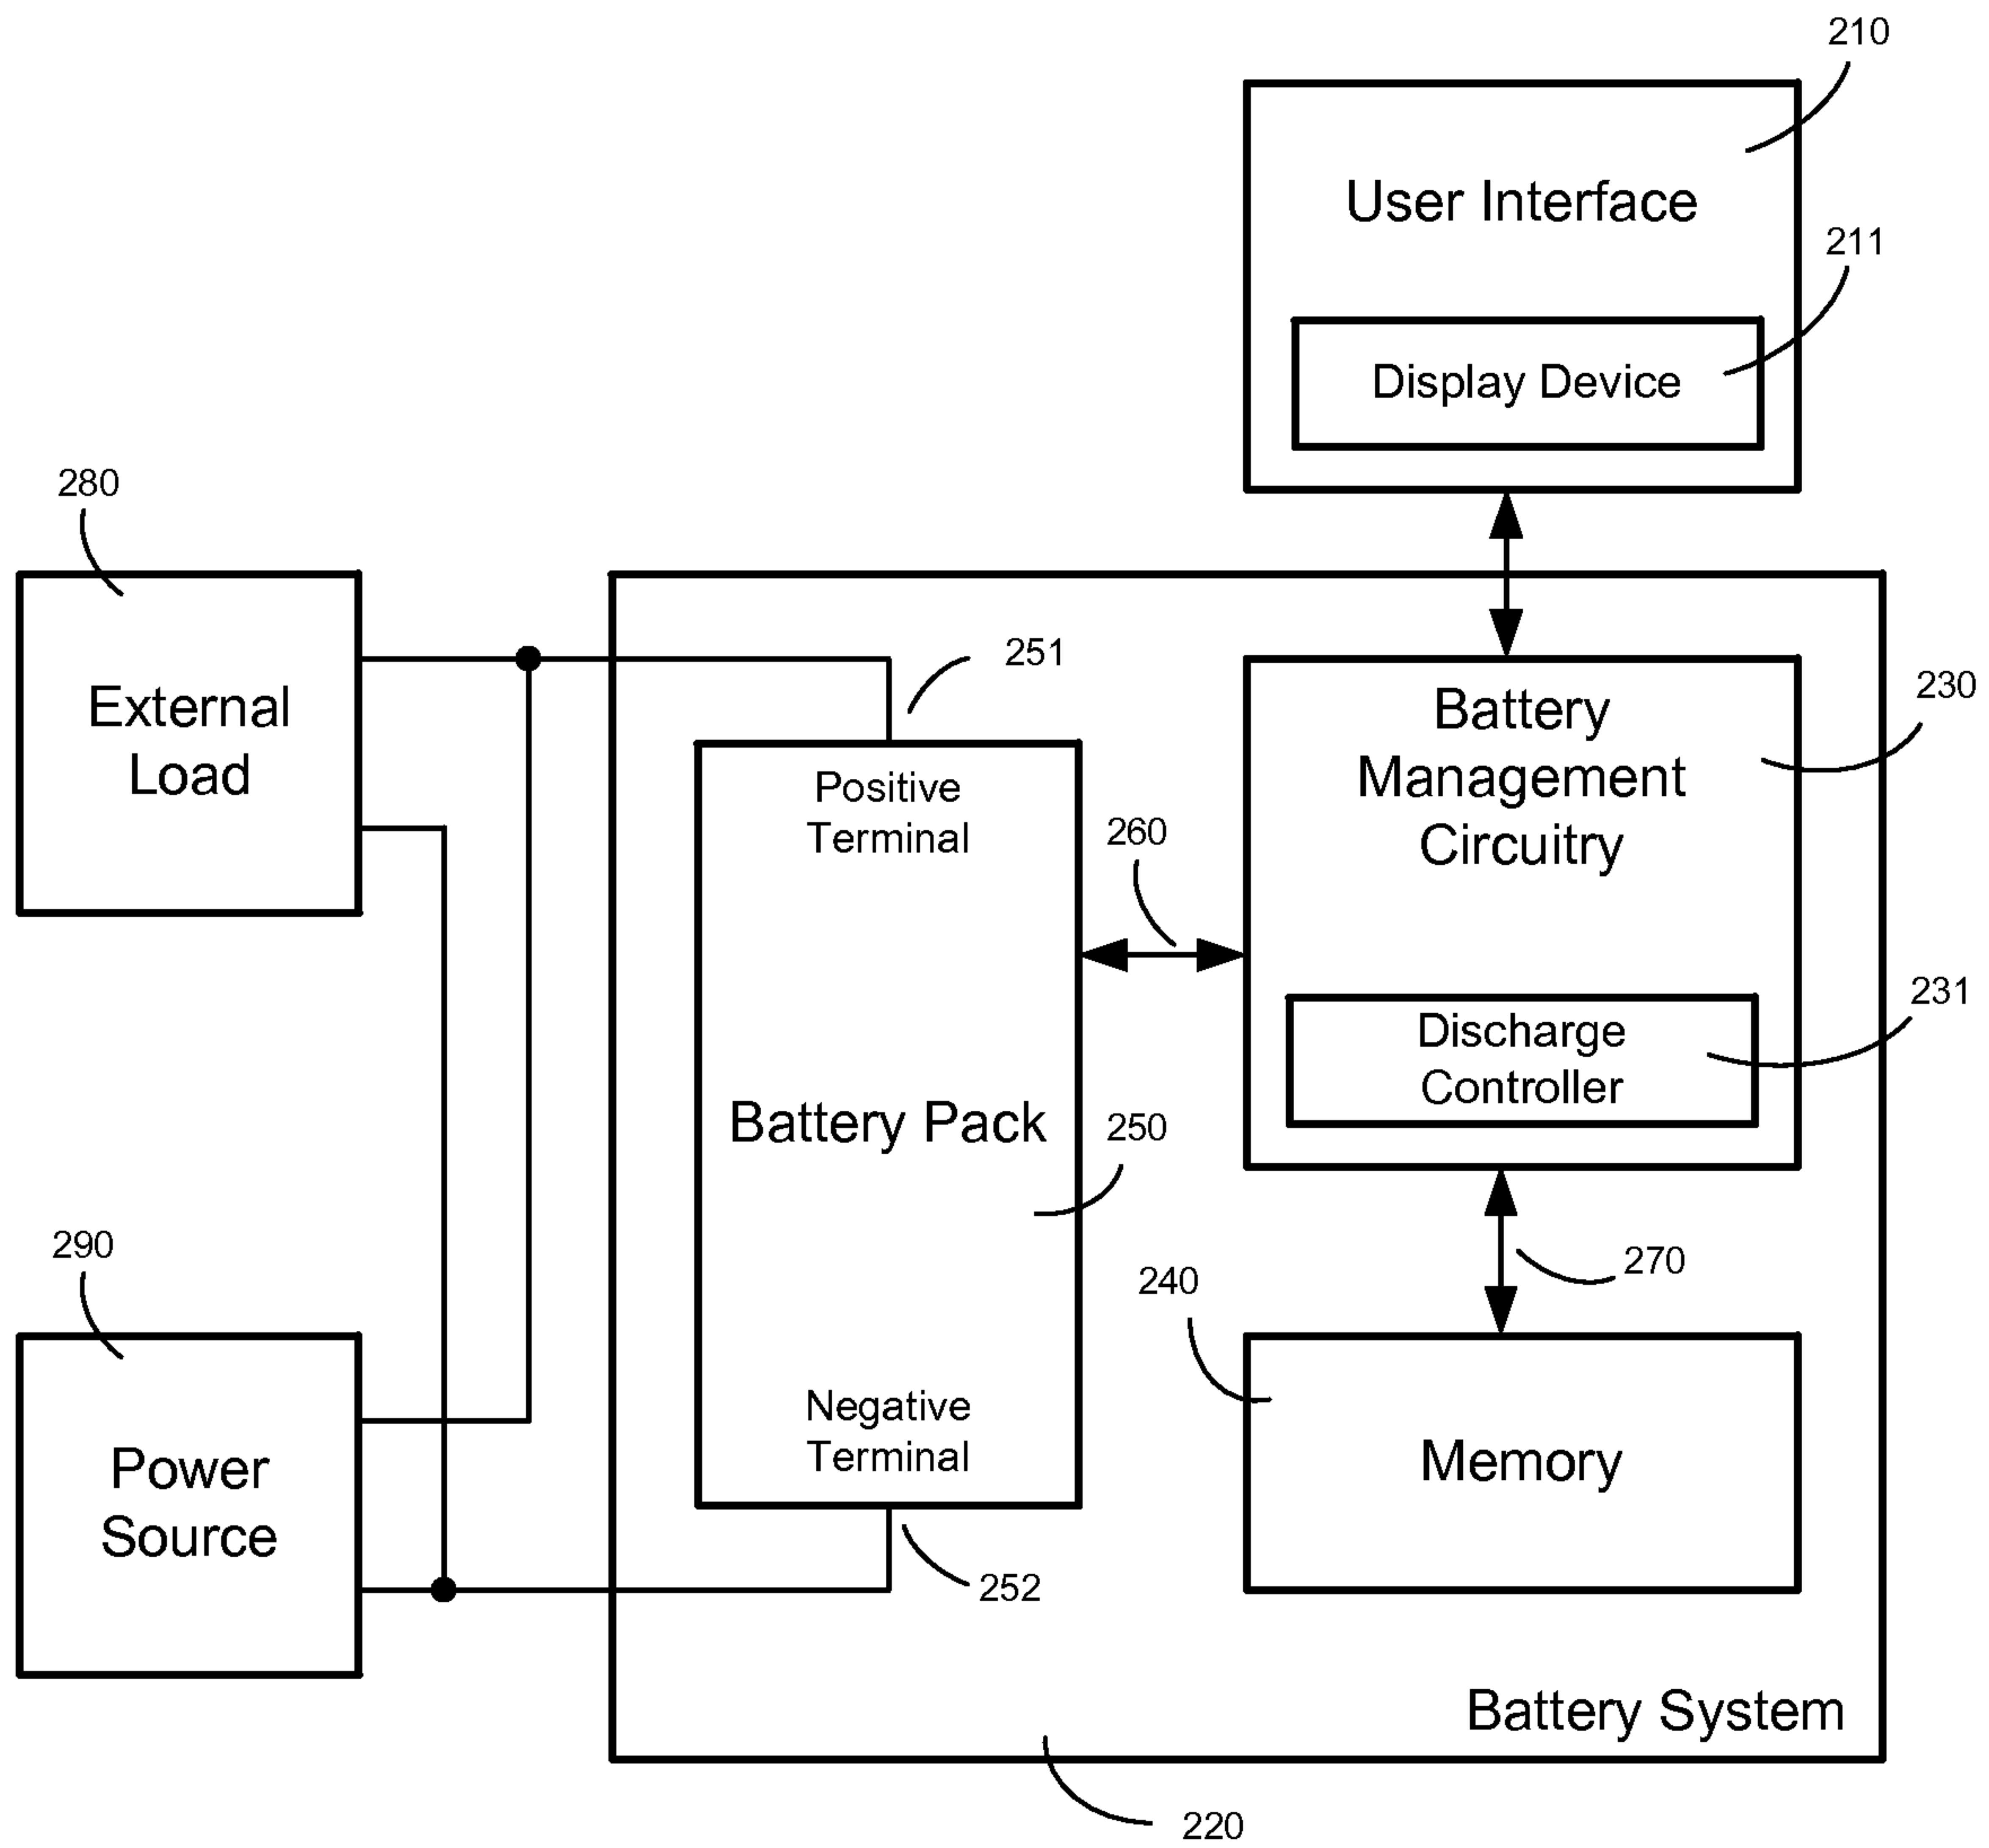 210
User Interface
211
Display Device
280
External
Load
251
Positive
Terminal
260
Battery
Management
Circuitry
230
231
Discharge
Controller
Battery Pack
250
290
Power
Source
240
270
Memory
Negative
Terminal
252
Battery System
220